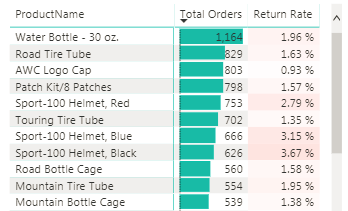 ProductName Total Orders Return Rate
Water Bottle - 30 oz. 1,164 1.96 %
Road Tire Tube 829 1.63 %
AWC Logo Cap 803 0.93 %
Patch Kit/8 Patches 798 1.57 %
Sport-100 Helmet, Red 753 2.79 %
Touring Tire Tube 702 1.35 %
Sport-100 Helmet, Blue 666 3.15 %
Sport-100 Helmet, Black 626 3.67 %
Road Bottle Cage 560 1.58 %
Mountain Tire Tube 554 1.95 %
Mountain Bottle Cage 539 1.38 %